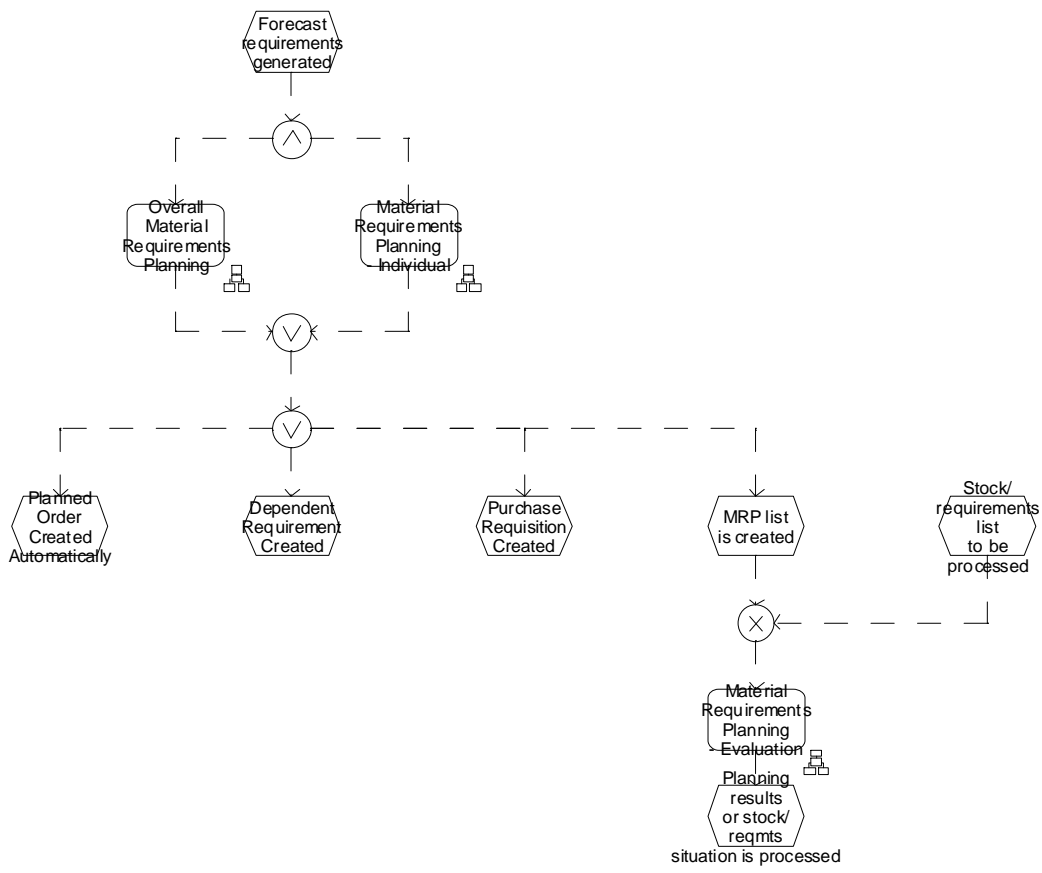 Forecast
requirements
generated
Overall
Material
Requirements
Planning
Material
Requirements
Planning
- Individual
Planned
Order
Created
Automatically
Dependent
Requirement
Created
Purchase
Requisition
Created
MRP list
is created
Stock/
requirements
list
to be
processed
Material
Requirements
Planning
- Evaluation
Planning
results
or stock/
reqmts
situation is processed